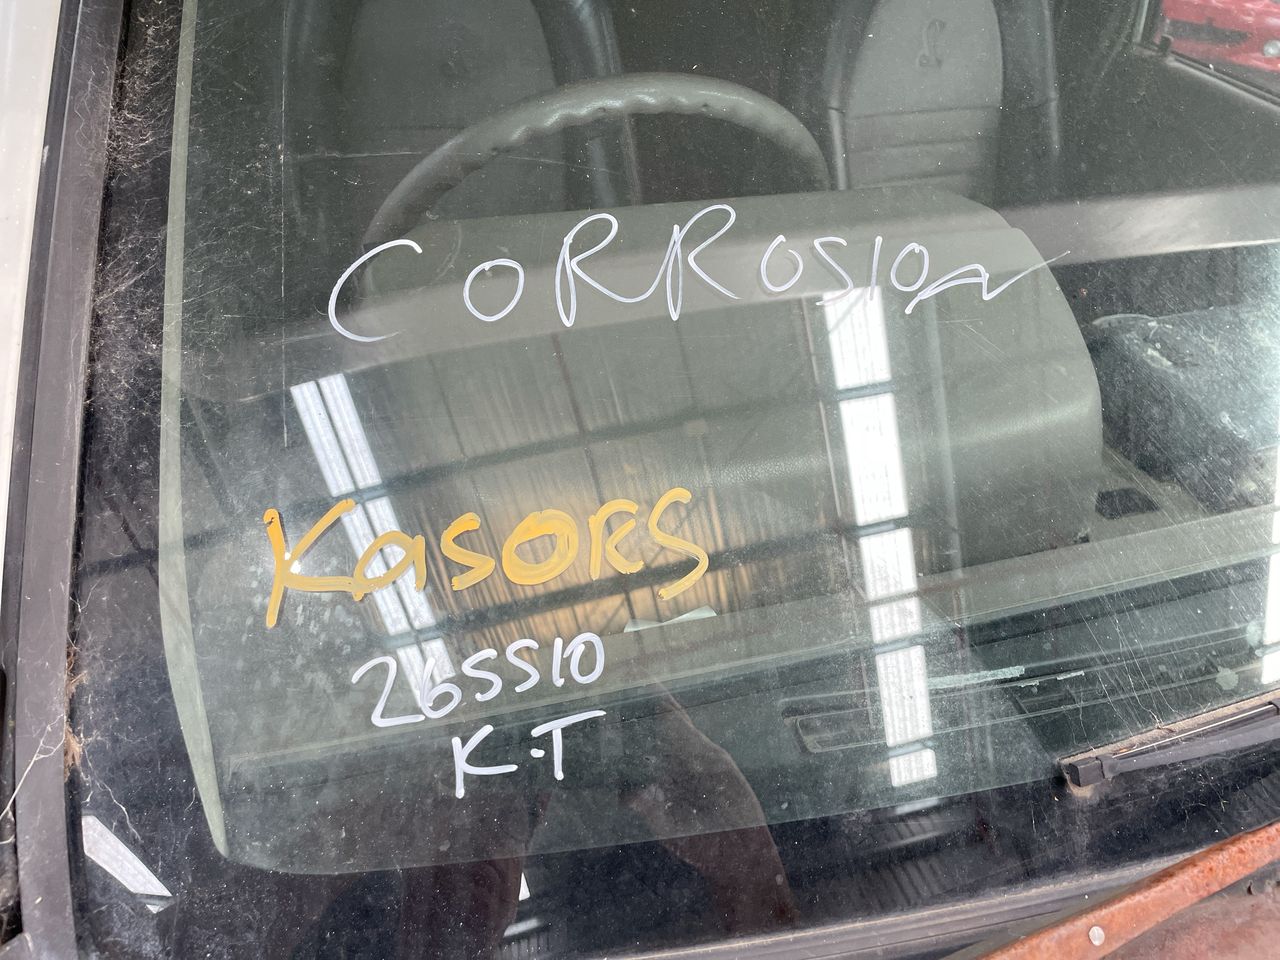 CORROSION
KasORS
265510
K.T